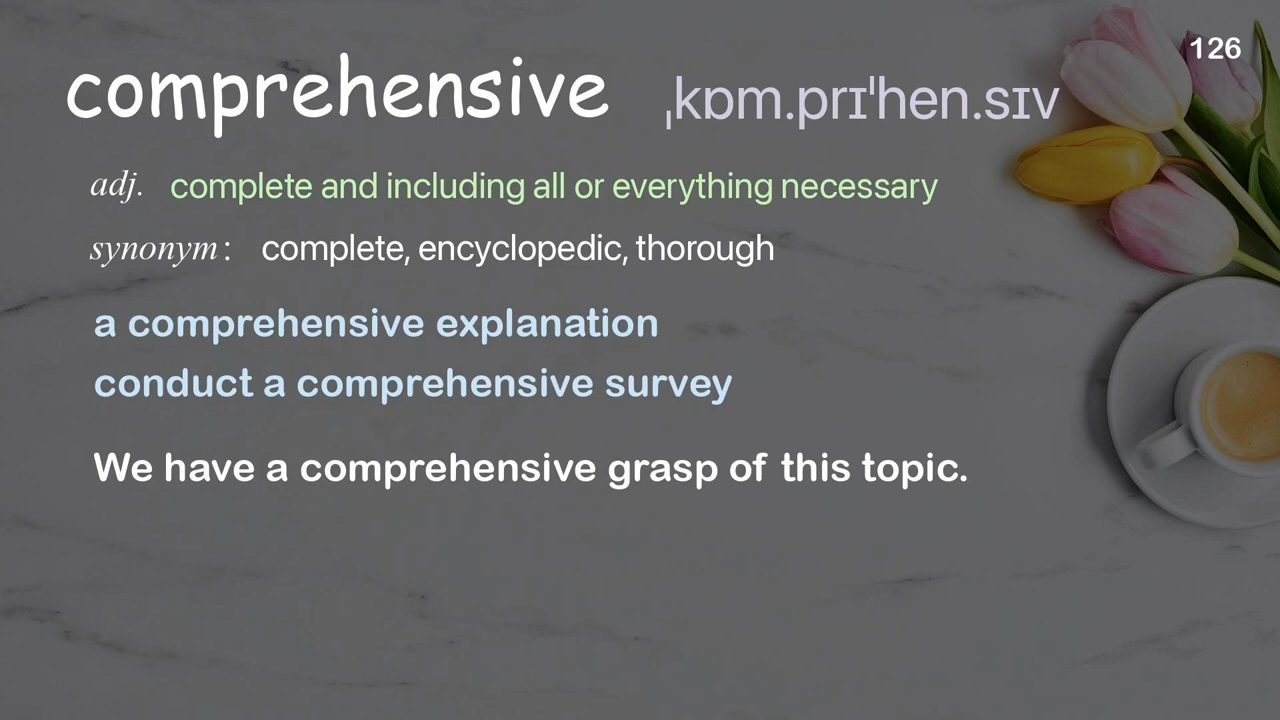 126
comprehensive ˌkɒm.prɪˈhen.sɪv
adj. complete and including all or everything necessary
synonym: complete, encyclopedic, thorough
a comprehensive explanation
conduct a comprehensive survey
We have a comprehensive grasp of this topic.